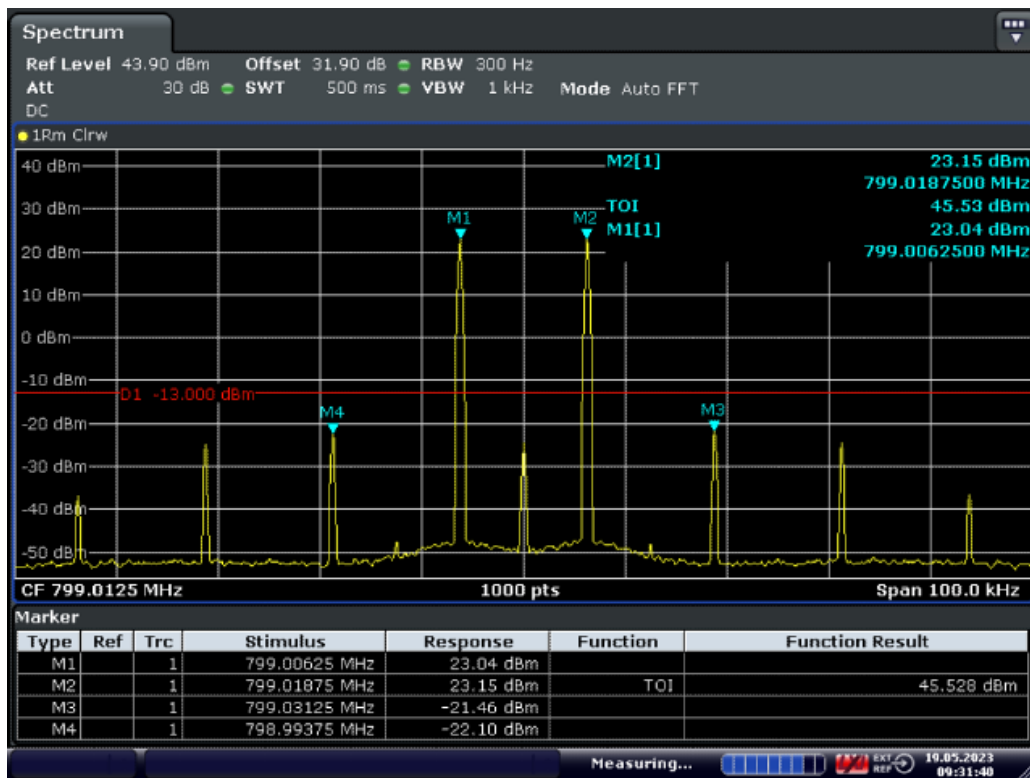 Spectrum
Ref Level 43.90 dBm Offset 31.90 dB RBW 300 Hz
Att 30 dB SWT 500 ms VBW 1 kHz Mode Auto FFT
DC
1Rm Clrw
40 dBm
M2[1] 23.15 dBm
799.0187500 MHz
30 dBm
TOI 45.53 dBm
M1 M2
M1[1] 23.04 dBm
20 dBm
799.0062500 MHz
10 dBm
0 dBm
-10 dBm
D1 -13.000 dBm
M4 M3
-20 dBm
-30 dBm
-40 dBm
-50 dBm
CF 799.0125 MHz 1000 pts Span 100.0 kHz
Marker
Type Ref Trc Stimulus Response Function Function Result
M1 1 799.00625 MHz 23.04 dBm
M2 1 799.01875 MHz 23.15 dBm TOI 45.528 dBm
M3 1 799.03125 MHz -21.46 dBm
M4 1 798.99375 MHz -22.10 dBm
Measuring... EXT REF 19.05.2023
09:31:40